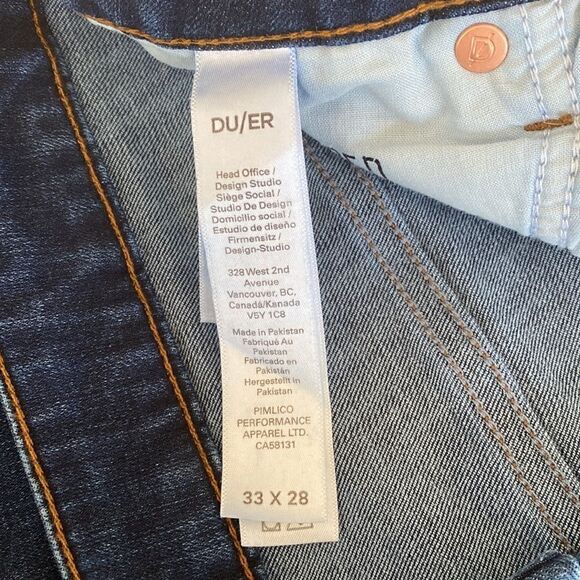 DU/ER
Head Office /
Design Studio
Siège Social /
Studio De Design
Domicilio social /
Estudio de diseño
Firmensitz /
Design-Studio
328 West 2nd
Avenue
Vancouver, BC,
Canadá/Kanada
V5Y 1C8
Made in Pakistan
Fabriqué Au
Pakistan
Fabricado en
Pakistán
Hergestellt in
Pakistan
PIMLICO
PERFORMANCE
APPAREL LTD.
CA58131
33 X 28
D